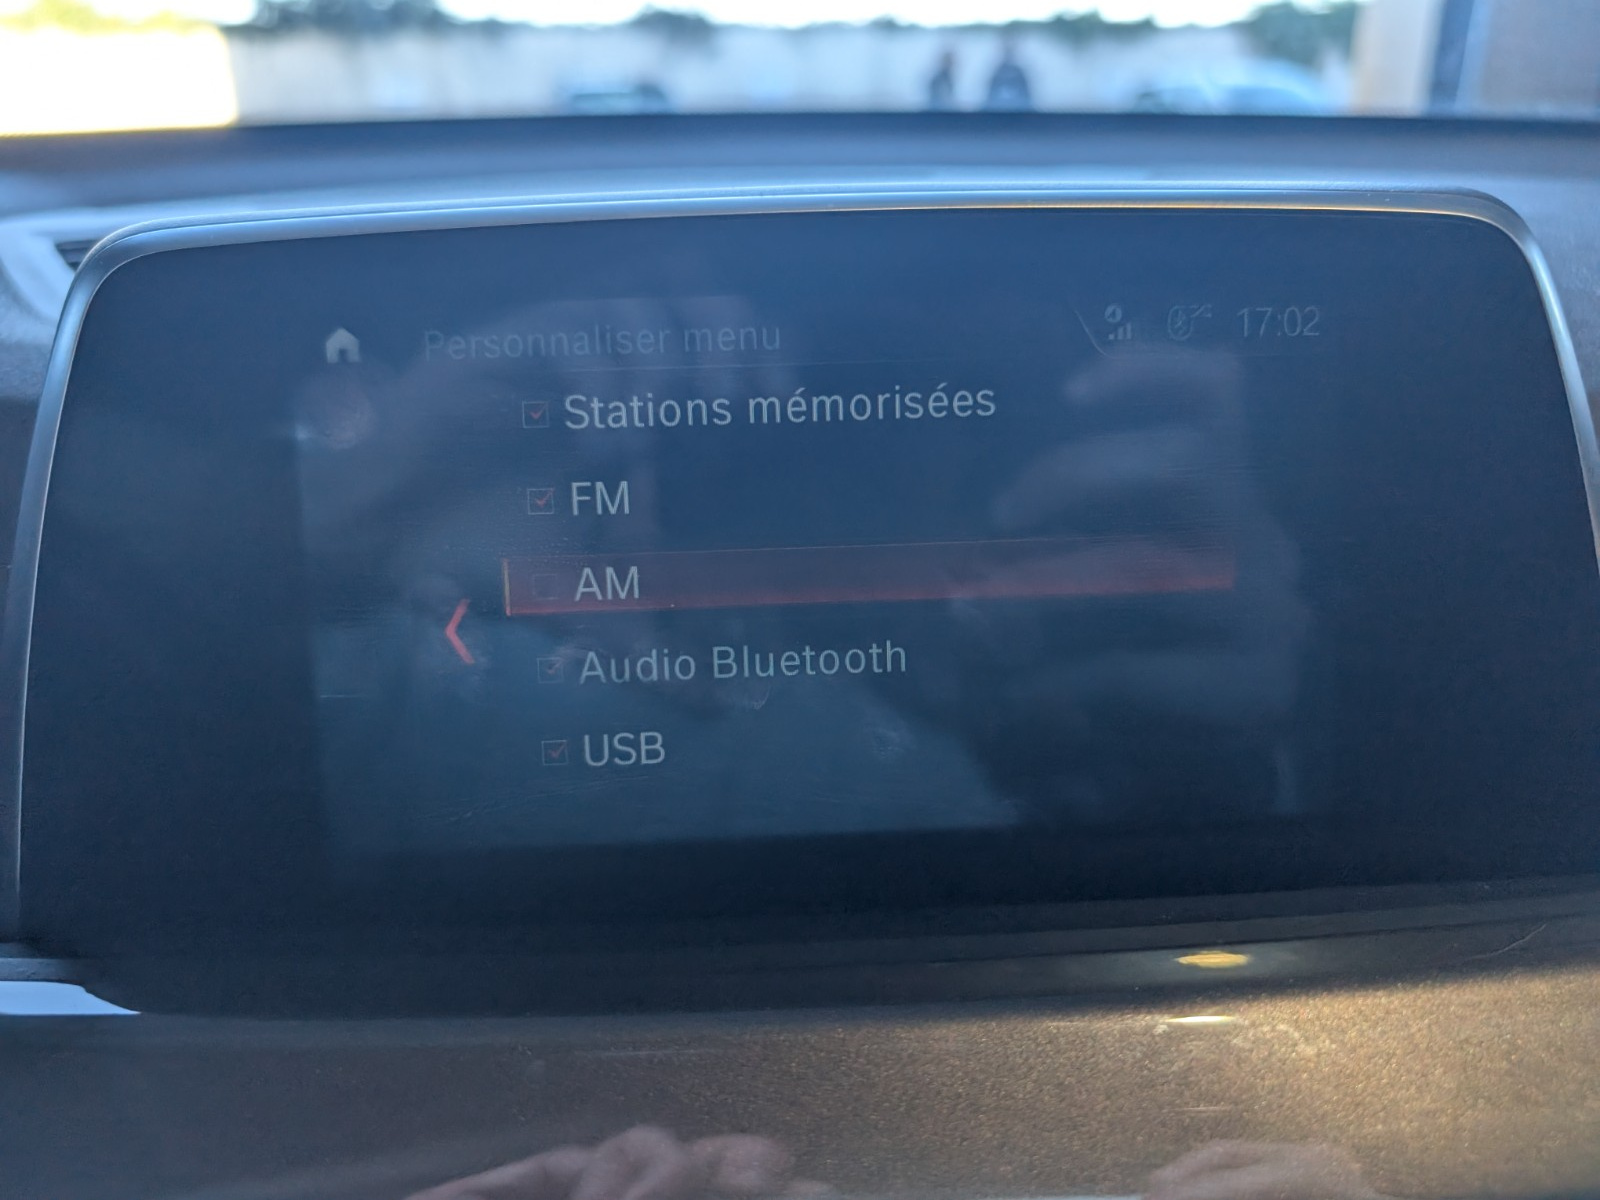 Personnaliser menu
17:02
Stations mémorisées
FM
AM
Audio Bluetooth
USB